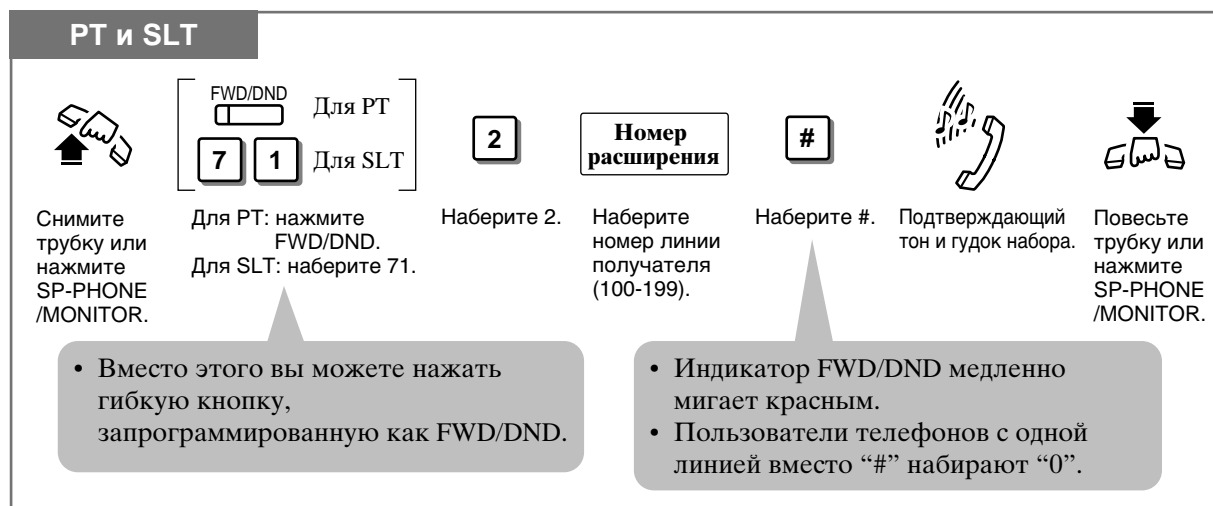 PT и SLT
FWD/DND
Для PT
7 1 Для SLT
2
Номер
расширения
#
Снимите
трубку или
нажмите
SP-PHONE
/MONITOR.
Для PT: нажмите
FWD/DND.
Для SLT: наберите 71.
Наберите 2.
Наберите
номер линии
получателя
(100-199).
Наберите #.
Подтверждающий
тон и гудок набора.
Повесьте
трубку или
нажмите
SP-PHONE
/MONITOR.
• Вместо этого вы можете нажать
гибкую кнопку,
запрограммированную как FWD/DND.
• Индикатор FWD/DND медленно
мигает красным.
• Пользователи телефонов с одной
линией вместо “#” набирают “0”.